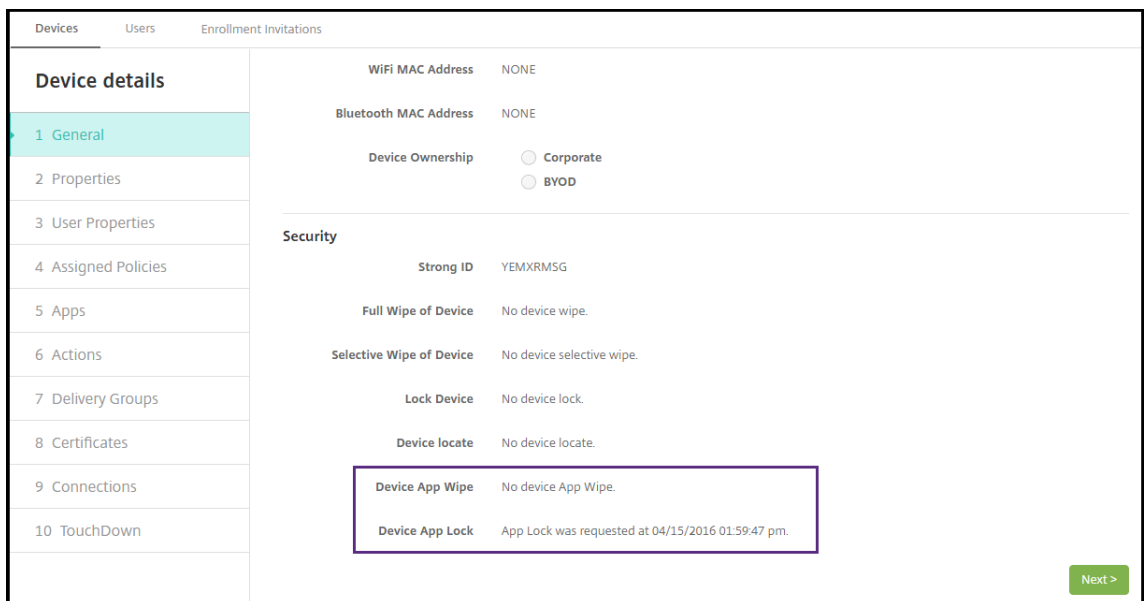 Devices Users Enrollment Invitations
Device details
1 General
2 Properties
3 User Properties
4 Assigned Policies
5 Apps
6 Actions
7 Delivery Groups
8 Certificates
9 Connections
10 TouchDown
WiFi MAC Address NONE
Bluetooth MAC Address NONE
Device Ownership Corporate
BYOD
Security
Strong ID YEMXRMSG
Full Wipe of Device No device wipe.
Selective Wipe of Device No device selective wipe.
Lock Device No device lock.
Device locate No device locate.
Device App Wipe No device App Wipe.
Device App Lock App Lock was requested at 04/15/2016 01:59:47 pm.
Next >